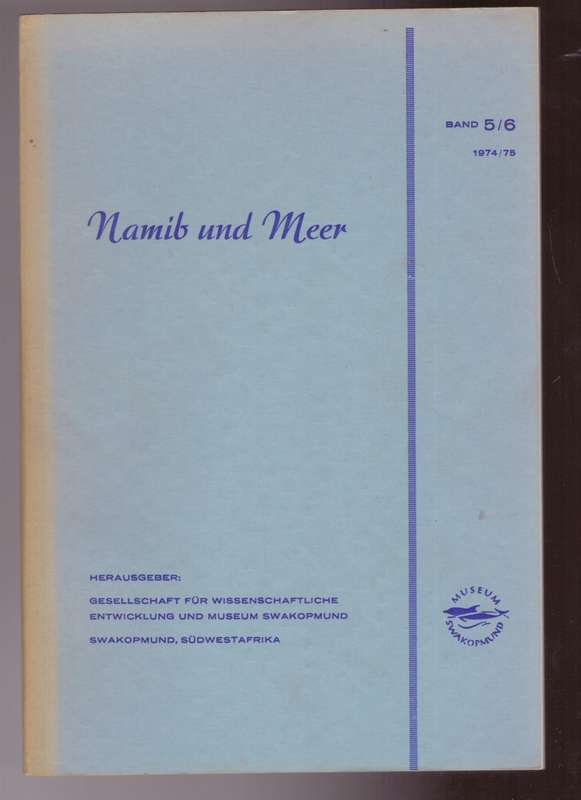 BAND 5/6
1974/75
Namib und Meer
HERAUSGEBER:
GESELLSCHAFT FÜR WISSENSCHAFTLICHE
ENTWICKLUNG UND MUSEUM SWAKOPMUND
SWAKOPMUND, SÜDWESTAFRIKA
MUSEUM
SWAKOPMUND